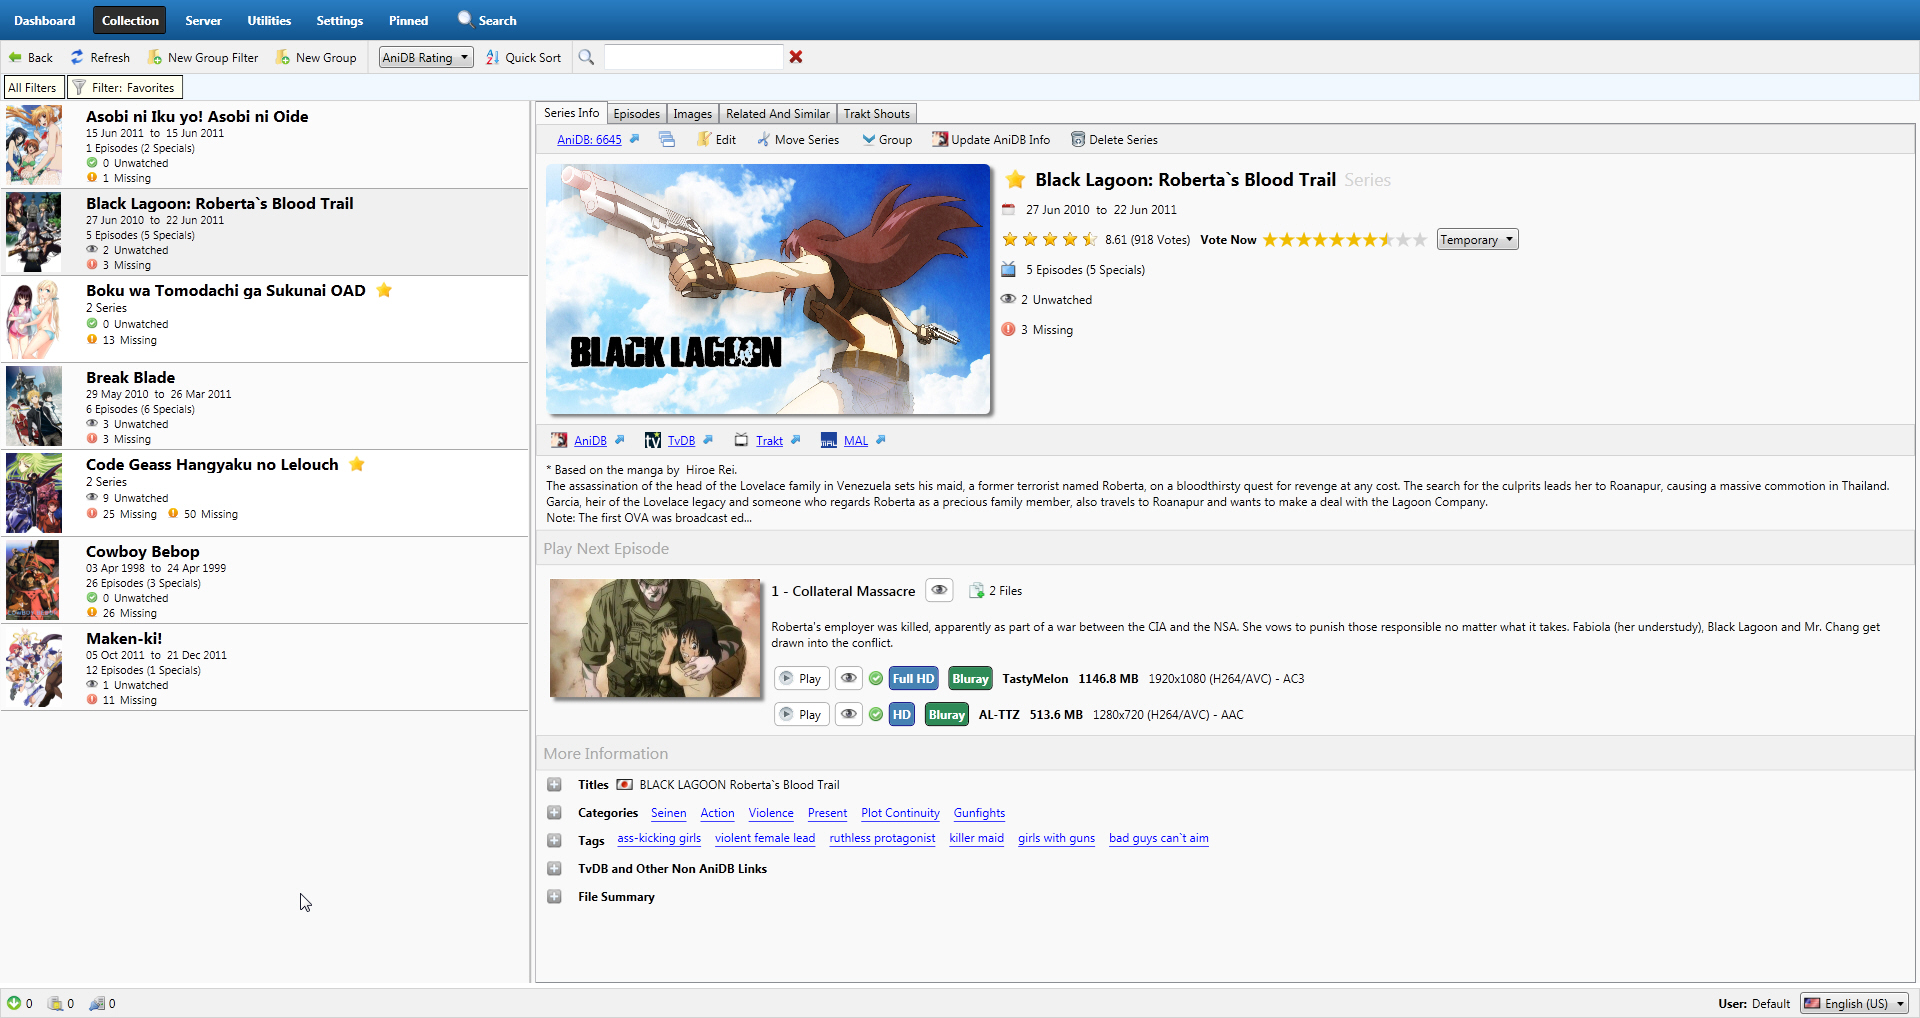 Dashboard Collection Server Utilities Settings Pinned Search
Back Refresh New Group Filter New Group AniDB Rating Quick Sort
All Filters Filter: Favorites
Asobi ni Iku yo! Asobi ni Oide
15 Jun 2011 to 15 Jun 2011
1 Episodes (2 Specials)
0 Unwatched
1 Missing
Black Lagoon: Roberta`s Blood Trail
27 Jun 2010 to 22 Jun 2011
5 Episodes (5 Specials)
2 Unwatched
3 Missing
Boku wa Tomodachi ga Sukunai OAD
2 Series
0 Unwatched
13 Missing
Break Blade
29 May 2010 to 26 Mar 2011
6 Episodes (6 Specials)
3 Unwatched
3 Missing
Code Geass Hangyaku no Lelouch
2 Series
9 Unwatched
25 Missing 50 Missing
Cowboy Bebop
03 Apr 1998 to 24 Apr 1999
26 Episodes (3 Specials)
0 Unwatched
26 Missing
Maken-ki!
05 Oct 2011 to 21 Dec 2011
12 Episodes (1 Specials)
1 Unwatched
11 Missing
Series Info Episodes Images Related And Similar Trakt Shouts
AniDB: 6645 Edit Move Series Group Update AniDB Info Delete Series
BLACK LAGOON
Black Lagoon: Roberta`s Blood Trail Series
27 Jun 2010 to 22 Jun 2011
8.61 (918 Votes) Vote Now Temporary
5 Episodes (5 Specials)
2 Unwatched
3 Missing
AniDB tv TvDB Trakt MAL MAL
* Based on the manga by Hiroe Rei.
The assassination of the head of the Lovelace family in Venezuela sets his maid, a former terrorist named Roberta, on a bloodthirsty quest for revenge at any cost. The search for the culprits leads her to Roanapur, causing a massive commotion in Thailand.
Garcia, heir of the Lovelace legacy and someone who regards Roberta as a precious family member, also travels to Roanapur and wants to make a deal with the Lagoon Company.
Note: The first OVA was broadcast ed...
Play Next Episode
1 - Collateral Massacre 2 Files
Roberta's employer was killed, apparently as part of a war between the CIA and the NSA. She vows to punish those responsible no matter what it takes. Fabiola (her understudy), Black Lagoon and Mr. Chang get
drawn into the conflict.
Play Full HD Bluray TastyMelon 1146.8 MB 1920x1080 (H264/AVC) - AC3
Play HD Bluray AL-TTZ 513.6 MB 1280x720 (H264/AVC) - AAC
More Information
Titles BLACK LAGOON Roberta`s Blood Trail
Categories Seinen Action Violence Present Plot Continuity Gunfights
Tags ass-kicking girls violent female lead ruthless protagonist killer maid girls with guns bad guys can`t aim
TvDB and Other Non AniDB Links
File Summary
0 0 0 User: Default English (US)